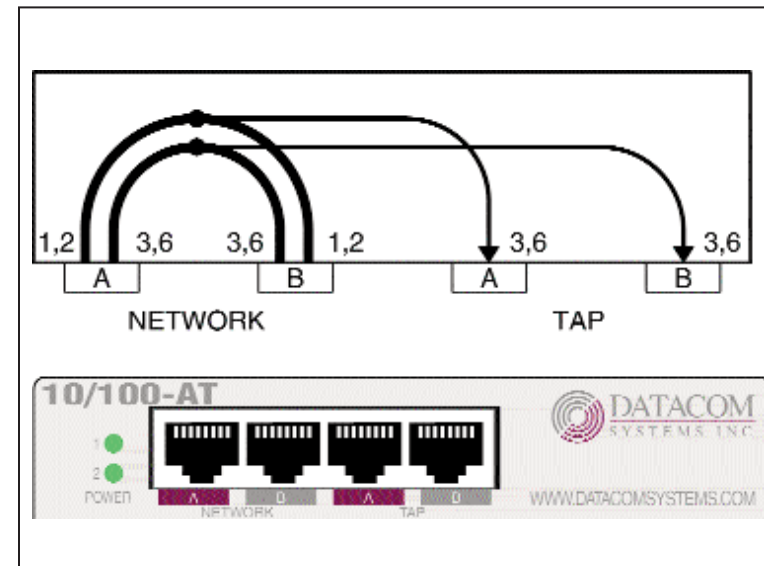 1,2 3,6 3,6 1,2 3,6 3,6
A B A B
NETWORK TAP
10/100-AT
DATACOM
SYSTEMS INC
1
2
POWER A B A B WWW.DATACOMSYSTEMS.COM
NETWORK TAP